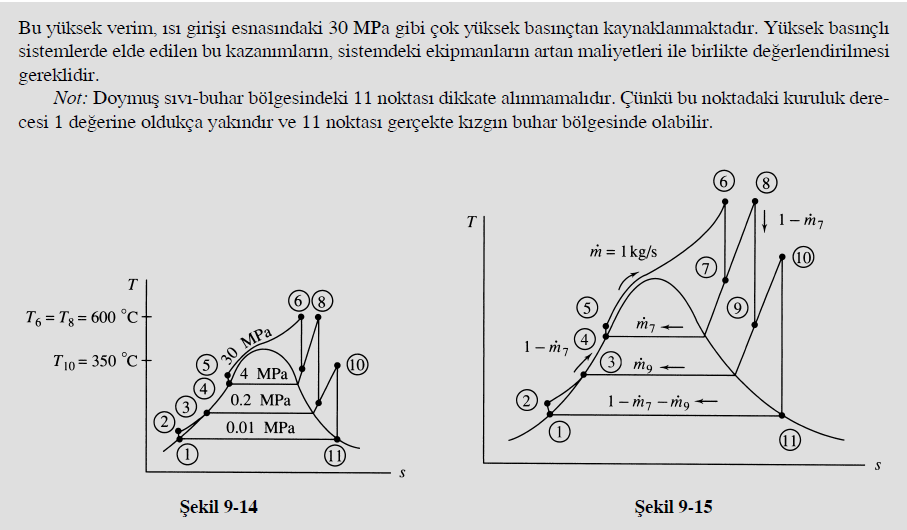 Bu yüksek verim, ısı girişi esnasındaki 30 MPa gibi çok yüksek basınçtan kaynaklanmaktadır. Yüksek basınçlı
sistemlerde elde edilen bu kazanımların, sistemdeki ekipmanların artan maliyetleri ile birlikte değerlendirilmesi
gereklidir.
Not: Doymuş sıvı-buhar bölgesindeki 11 noktası dikkate alınmamalıdır. Çünkü bu noktadaki kuruluk dere-
cesi 1 değerine oldukça yakındır ve 11 noktası gerçekte kızgın buhar bölgesinde olabilir.
T
T6 = T8 = 600 °C
T10 = 350 °C
6
8
30 MPa
5
10
4 MPa
4
0.2 MPa
3
2
0.01 MPa
1
11
s
Şekil 9-14
T
6
8
1 – ṁ7
ṁ = 1 kg/s
10
7
5
9
ṁ7
4
1 – ṁ7
3
ṁ9
2
1 – ṁ7 – ṁ9
1
11
s
Şekil 9-15